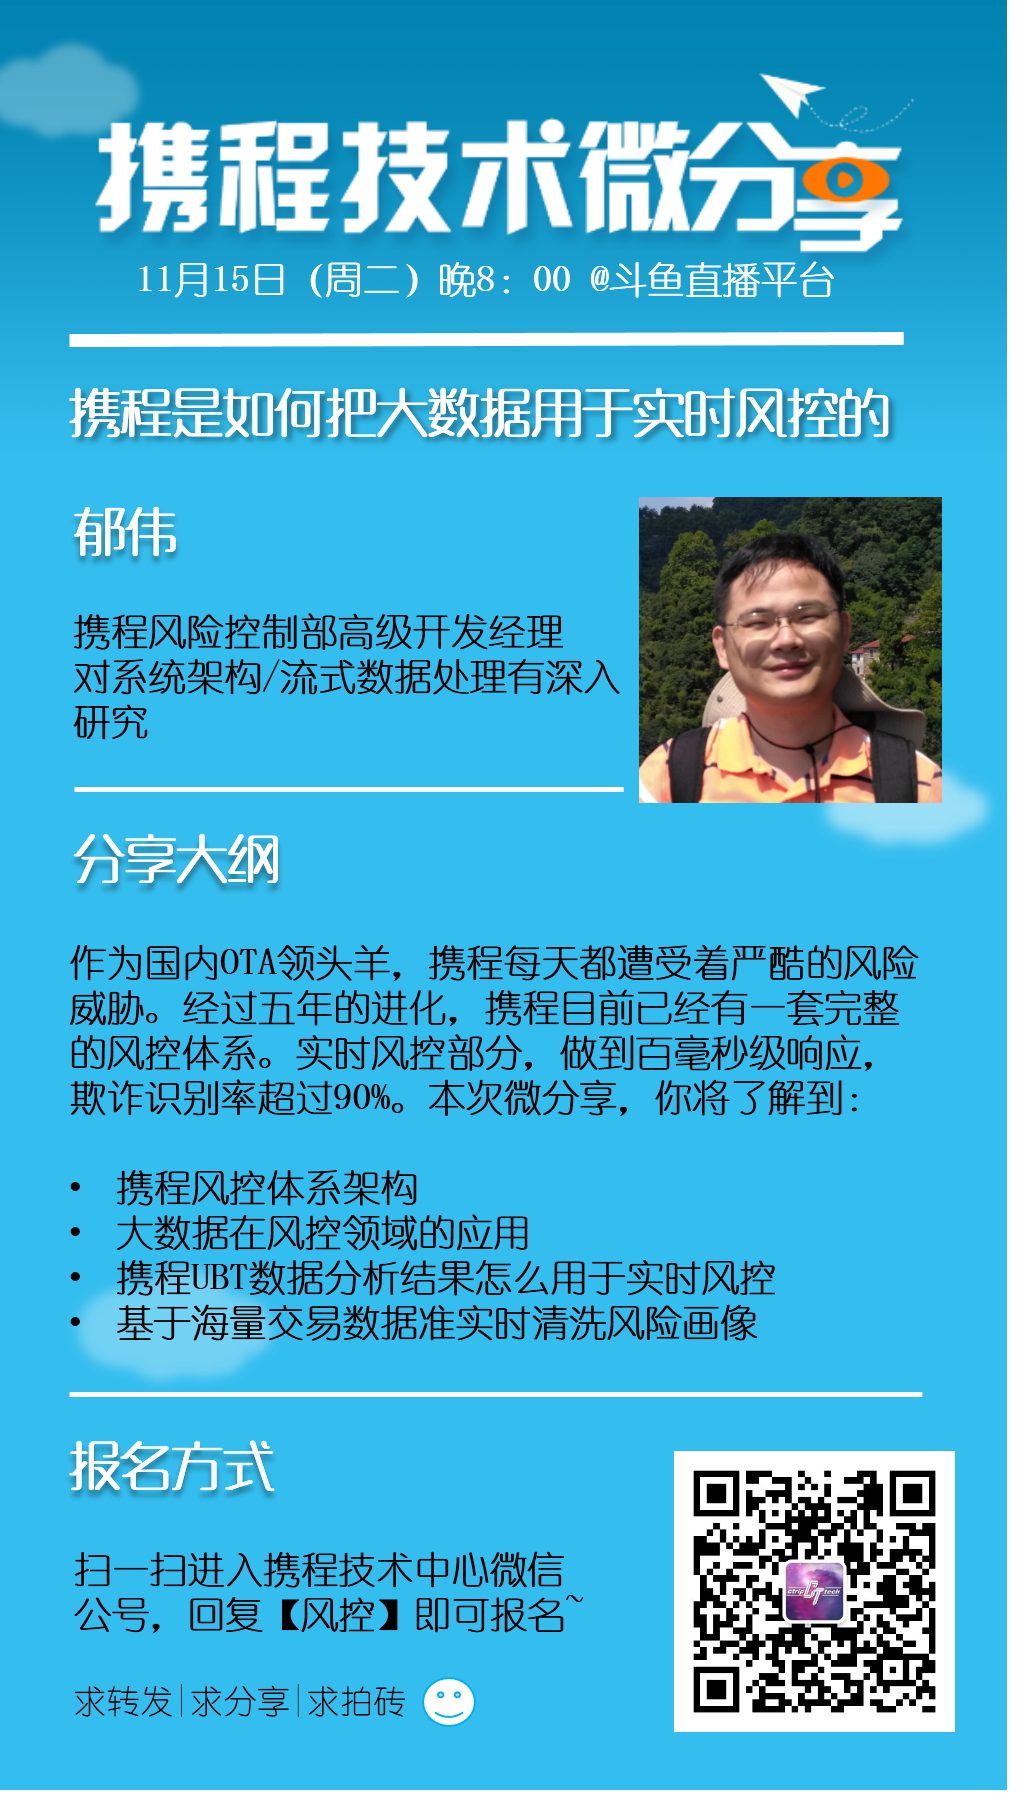 携程技术微分享
11月15日（周二）晚8：00 @斗鱼直播平台
携程是如何把大数据用于实时风控的
郁伟
携程风险控制部高级开发经理
对系统架构/流式数据处理有深入
研究
分享大纲
作为国内OTA领头羊，携程每天都遭受着严酷的风险
威胁。经过五年的进化，携程目前已经有一套完整
的风控体系。实时风控部分，做到百毫秒级响应，
欺诈识别率超过90%。本次微分享，你将了解到：
• 携程风控体系架构
• 大数据在风控领域的应用
• 携程UBT数据分析结果怎么用于实时风控
• 基于海量交易数据准实时清洗风险画像
报名方式
扫一扫进入携程技术中心微信
公号，回复【风控】即可报名~
求转发|求分享|求拍砖
ctrip tech